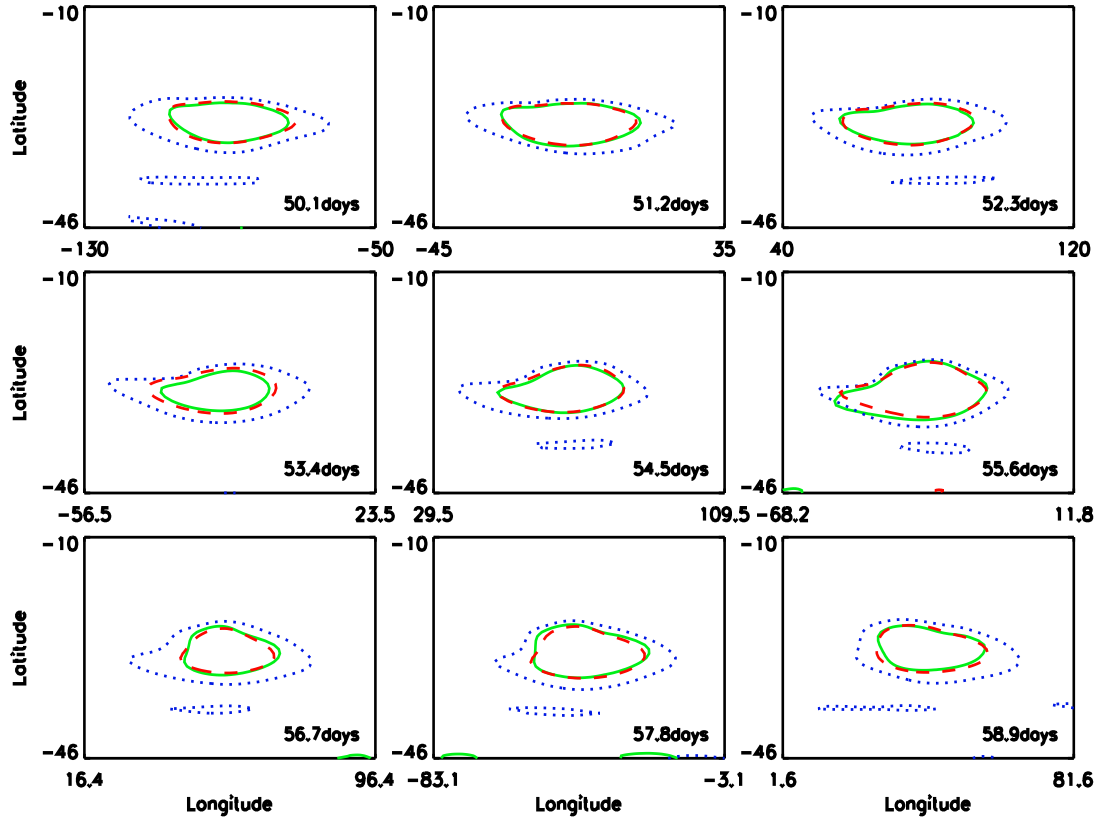 -10
-10
-10
Latitude
50.1days
51.2days
52.3days
-46
-46
-46
-130
-50
-45
35
40
120
-10
-10
-10
Latitude
53.4days
54.5days
55.6days
-46
-46
-46
-56.5
23.5
29.5
109.5
-68.2
11.8
-10
-10
-10
Latitude
56.7days
57.8days
58.9days
-46
-46
-46
16.4
96.4
-83.1
-3.1
1.6
81.6
Longitude
Longitude
Longitude